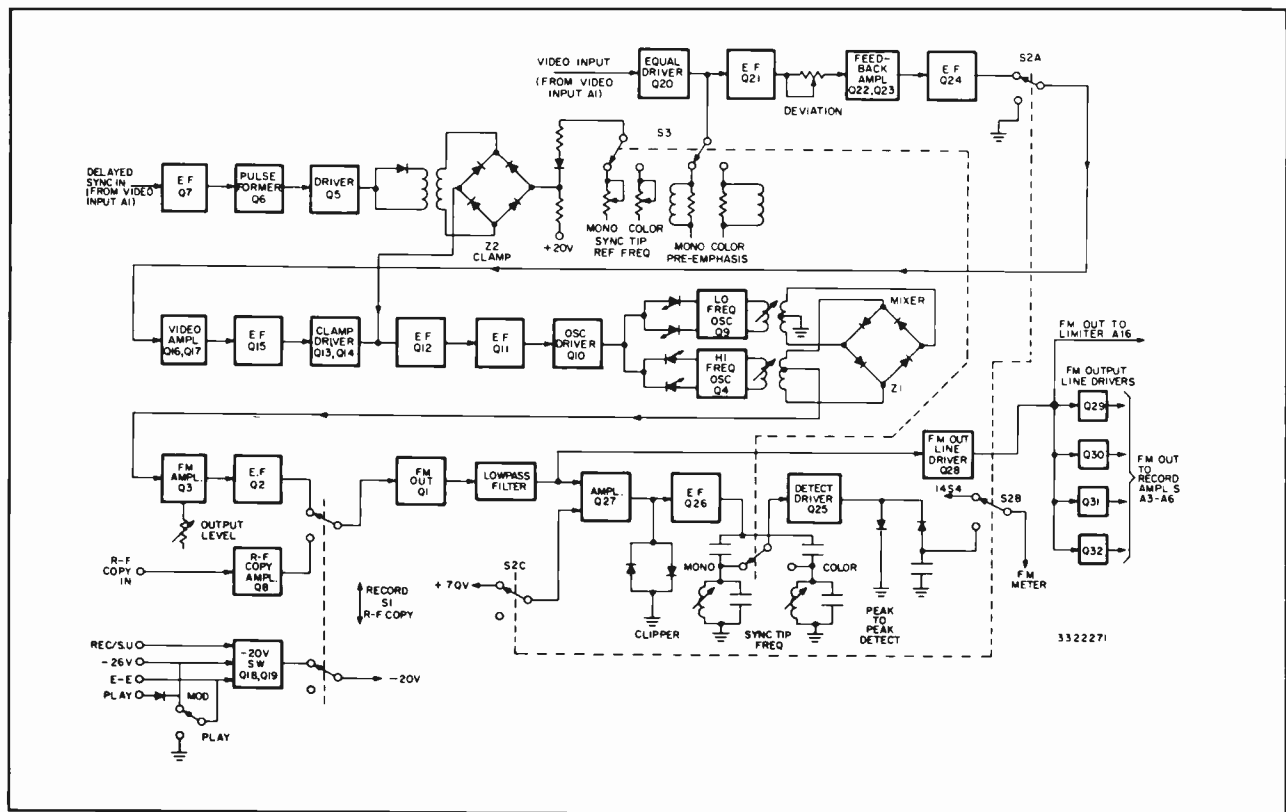 VIDEO INPUT
(FROM VIDEO
INPUT A1)
EQUAL
DRIVER
Q20
E F
Q21
DEVIATION
FEED-
BACK
AMPL
Q22,Q23
E F
Q24
S2A
S3
DELAYED
SYNC IN
(FROM VIDEO
INPUT A1)
E F
Q7
PULSE
FORMER
Q6
DRIVER
Q5
Z2
CLAMP
+20V
MONO COLOR
SYNC TIP
REF FREQ
MONO COLOR
PRE-EMPHASIS
VIDEO
AMPL
Q16,Q17
E F
Q15
CLAMP
DRIVER
Q13,Q14
E F
Q12
E F
Q11
OSC
DRIVER
Q10
LO
FREQ
OSC
Q9
HI
FREQ
OSC
Q4
MIXER
Z1
FM OUT TO
LIMITER A16
FM OUTPUT
LINE DRIVERS
Q29
Q30
Q31
Q32
FM OUT
TO
RECORD
AMPL S
A3-A6
FM AMPL.
Q3
E.F
Q2
OUTPUT
LEVEL
R-F
COPY
IN
R-F
COPY
AMPL.
Q8
FM
OUT
Q1
LOWPASS
FILTER
AMPL.
Q27
E F
Q26
DETECT
DRIVER
Q25
FM OUT
LINE
DRIVER
Q28
14S4
S2B
FM
METER
RECORD
S1
R-F COPY
S2C
+70V
CLIPPER
MONO
COLOR
SYNC TIP
FREQ
PEAK
TO
PEAK
DETECT
3322271
REC/S.U
-26V
E-E
PLAY
-20V
SW
Q18,Q19
-20V
MOD
PLAY